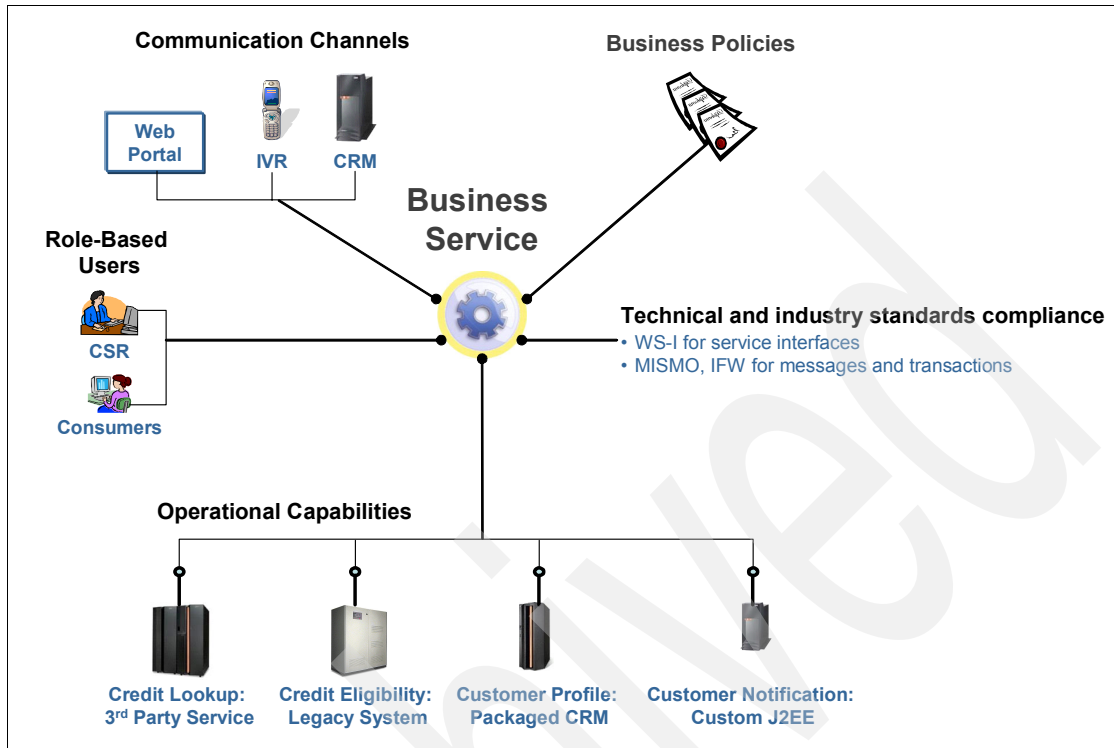 Communication Channels
Business Policies
Web
Portal
IVR
CRM
Business
Service
Role-Based
Users
CSR
Consumers
Technical and industry standards compliance
• WS-I for service interfaces
• MISMO, IFW for messages and transactions
Operational Capabilities
Credit Lookup:
3rd Party Service
Credit Eligibility:
Legacy System
Customer Profile:
Packaged CRM
Customer Notification:
Custom J2EE
hived